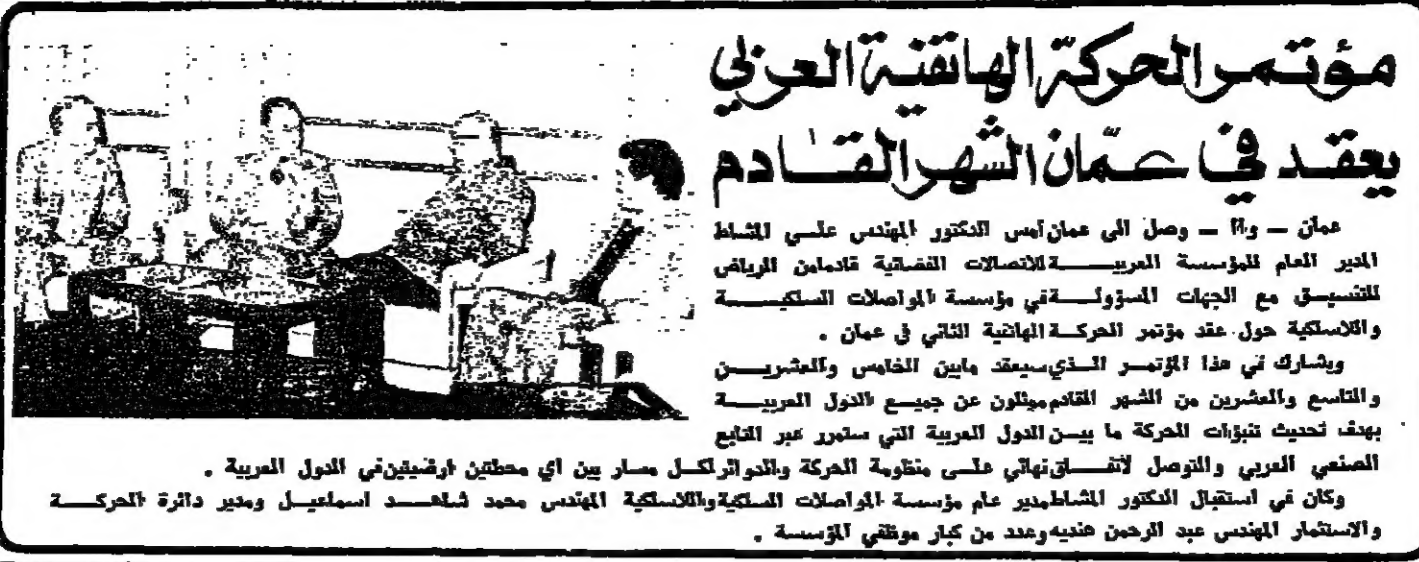 مؤتمر الحركة الهاتفية العربي
يعقد في عمّان الشهر القادم
عمان — وأأ — وصل الى عمان أمس الدكتور المهندس علي المشاط
المدير العام للمؤسسة العربية للاتصالات الفضائية قادما من الرياض
للتنسيق مع الجهات المسؤولة في مؤسسة المواصلات السلكية
واللاسلكية حول عقد مؤتمر الحركة الهاتفية الثاني في عمان .
ويشارك في هذا المؤتمر الذي سيعقد مابين الخامس والعشرين
والتاسع والعشرين من الشهر القادم ممثلون عن جميع الدول العربية
بهدف تحديث تنبؤات الحركة ما بين الدول العربية التي ستمرر عبر التابع
الصنعي العربي والتوصل لاتفاق نهائي على منظومة الحركة والدوائر لكل مسار بين اي محطتين ارضيتين في الدول العربية .
وكان في استقبال الدكتور المشاط مدير عام مؤسسة المواصلات السلكية واللاسلكية المهندس محمد شاهد اسماعيل ومدير دائرة الحركة
والاستثمار المهندس عبد الرحمن هنديه وعدد من كبار موظفي المؤسسة .